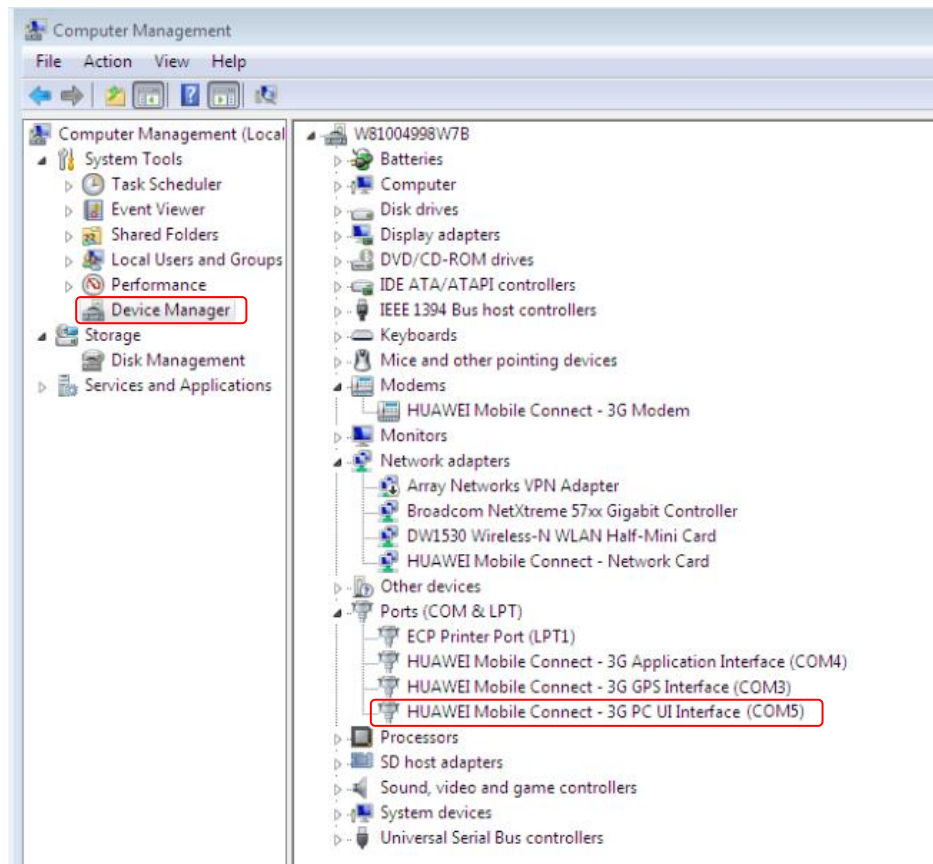 Computer Management
File Action View Help
Computer Management (Local
System Tools
Task Scheduler
Event Viewer
Shared Folders
Local Users and Groups
Performance
Device Manager
Storage
Disk Management
Services and Applications
W81004998W7B
Batteries
Computer
Disk drives
Display adapters
DVD/CD-ROM drives
IDE ATA/ATAPI controllers
IEEE 1394 Bus host controllers
Keyboards
Mice and other pointing devices
Modems
HUAWEI Mobile Connect - 3G Modem
Monitors
Network adapters
Array Networks VPN Adapter
Broadcom NetXtreme 57xx Gigabit Controller
DW1530 Wireless-N WLAN Half-Mini Card
HUAWEI Mobile Connect - Network Card
Other devices
Ports (COM & LPT)
ECP Printer Port (LPT1)
HUAWEI Mobile Connect - 3G Application Interface (COM4)
HUAWEI Mobile Connect - 3G GPS Interface (COM3)
HUAWEI Mobile Connect - 3G PC UI Interface (COM5)
Processors
SD host adapters
Sound, video and game controllers
System devices
Universal Serial Bus controllers